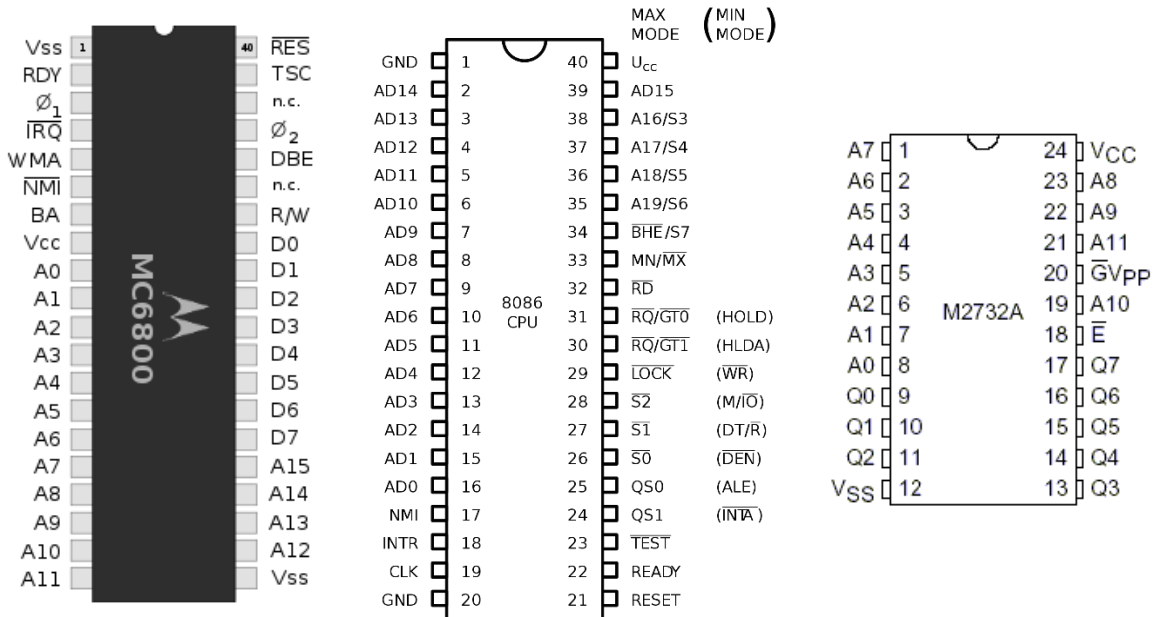 Vss 1 40 RES
RDY TSC
Ø1 n.c.
IRQ Ø2
WMA DBE
NMI n.c.
BA R/W
Vcc D0
A0 D1
A1 D2
A2 D3
A3 D4
A4 D5
A5 D6
A6 D7
A7 A15
A8 A14
A9 A13
A10 A12
A11 Vss
MC6800
MAX (MIN
MODE MODE)
GND 1 40 Ucc
AD14 2 39 AD15
AD13 3 38 A16/S3
AD12 4 37 A17/S4
AD11 5 36 A18/S5
AD10 6 35 A19/S6
AD9 7 34 BHE/S7
AD8 8 33 MN/MX
AD7 9 32 RD
AD6 10 31 RQ/GT0 (HOLD)
AD5 11 30 RQ/GT1 (HLDA)
AD4 12 29 LOCK (WR)
AD3 13 28 S2 (M/IO)
AD2 14 27 S1 (DT/R)
AD1 15 26 S0 (DEN)
AD0 16 25 QS0 (ALE)
NMI 17 24 QS1 (INTA)
INTR 18 23 TEST
CLK 19 22 READY
GND 20 21 RESET
8086
CPU
A7 1 24 VCC
A6 2 23 A8
A5 3 22 A9
A4 4 21 A11
A3 5 20 GVPP
A2 6 19 A10
A1 7 18 E
A0 8 17 Q7
Q0 9 16 Q6
Q1 10 15 Q5
Q2 11 14 Q4
VSS 12 13 Q3
M2732A